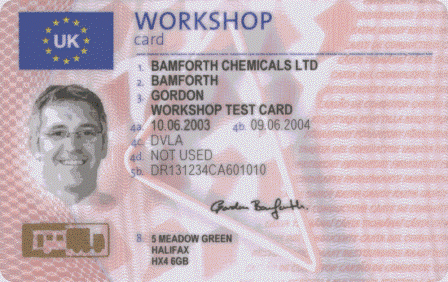 UK
WORKSHOP
card
1. BAMFORTH CHEMICALS LTD
2. BAMFORTH
3. GORDON
WORKSHOP TEST CARD
4a. 10.06.2003 4b. 09.06.2004
4c. DVLA
4d. NOT USED
5b. DR131234CA601010
Gordon Bamforth.
8. 5 MEADOW GREEN
HALIFAX
HX4 6GB